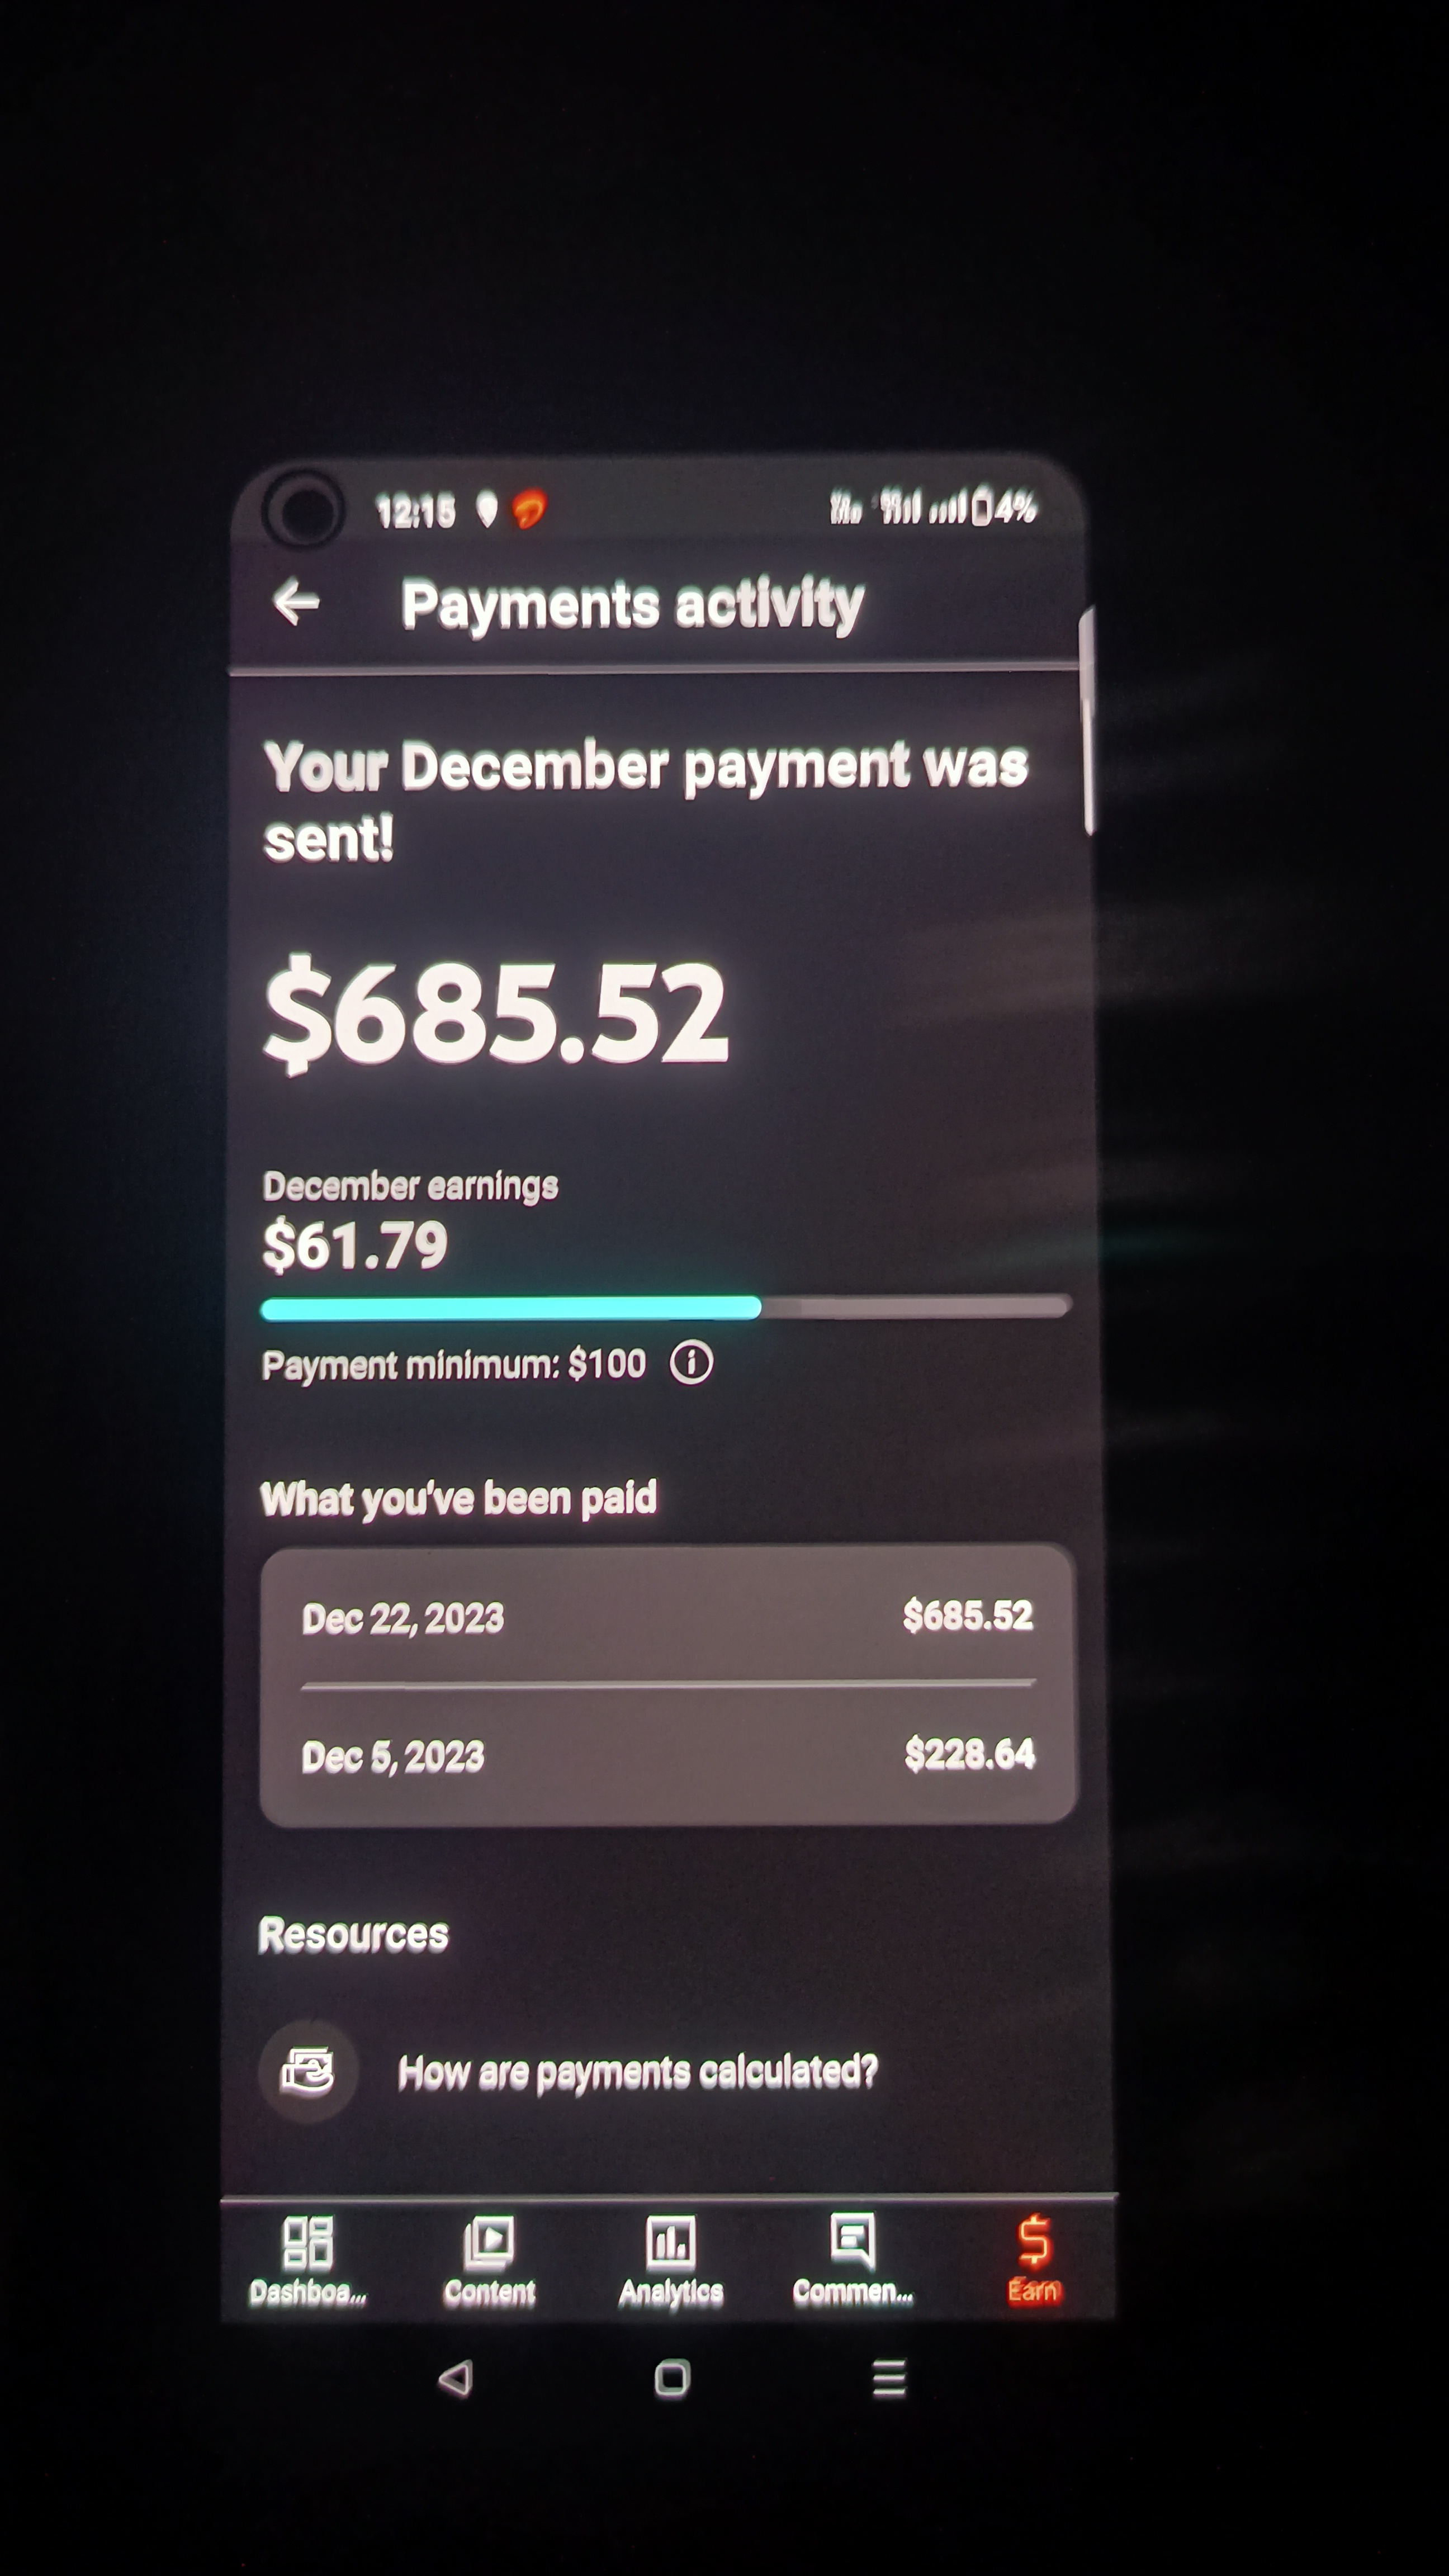 12:15
4%
Payments activity
Your December payment was
sent!
$685.52
December earnings
$61.79
Payment minimum: $100
What you've been paid
Dec 22, 2023 $685.52
Dec 5, 2023 $228.64
Resources
How are payments calculated?
Dashboa... Content Analytics Commen... Earn